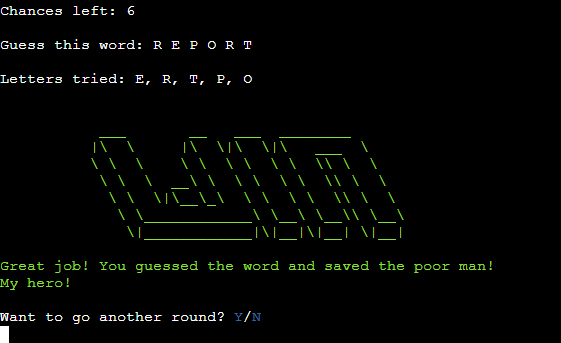 Chances left: 6
Guess this word: R E P O R T
Letters tried: E, R, T, P, O
Win
Great job! You guessed the word and saved the poor man!
My hero!
Want to go another round? Y/N